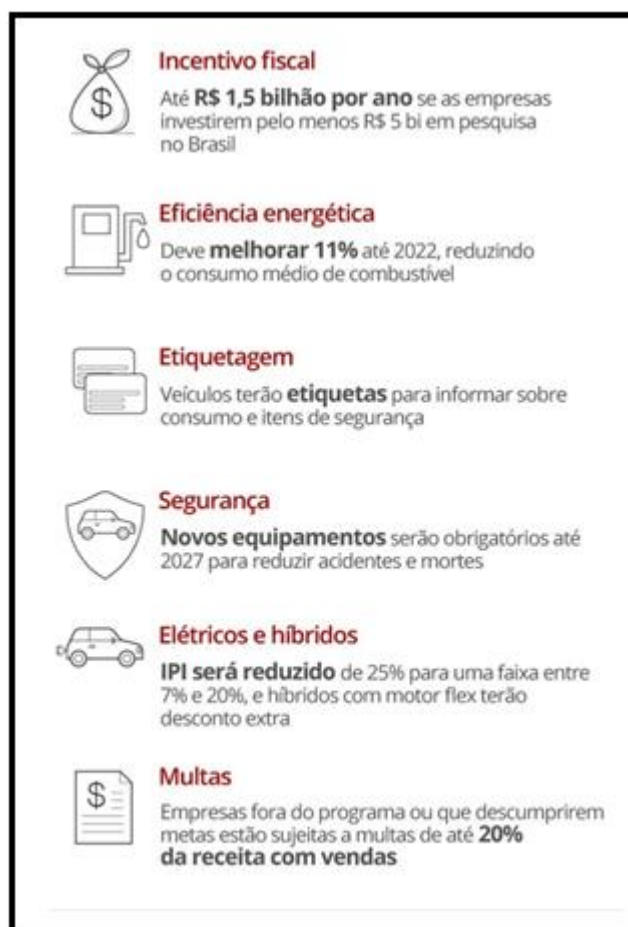 Incentivo fiscal
Até R$ 1,5 bilhão por ano se as empresas
investirem pelo menos R$ 5 bi em pesquisa
no Brasil
Eficiência energética
Deve melhorar 11% até 2022, reduzindo
o consumo médio de combustível
Etiquetagem
Veículos terão etiquetas para informar sobre
consumo e itens de segurança
Segurança
Novos equipamentos serão obrigatórios até
2027 para reduzir acidentes e mortes
Elétricos e híbridos
IPI será reduzido de 25% para uma faixa entre
7% e 20%, e híbridos com motor flex terão
desconto extra
Multas
Empresas fora do programa ou que descumprirem
metas estão sujeitas a multas de até 20%
da receita com vendas